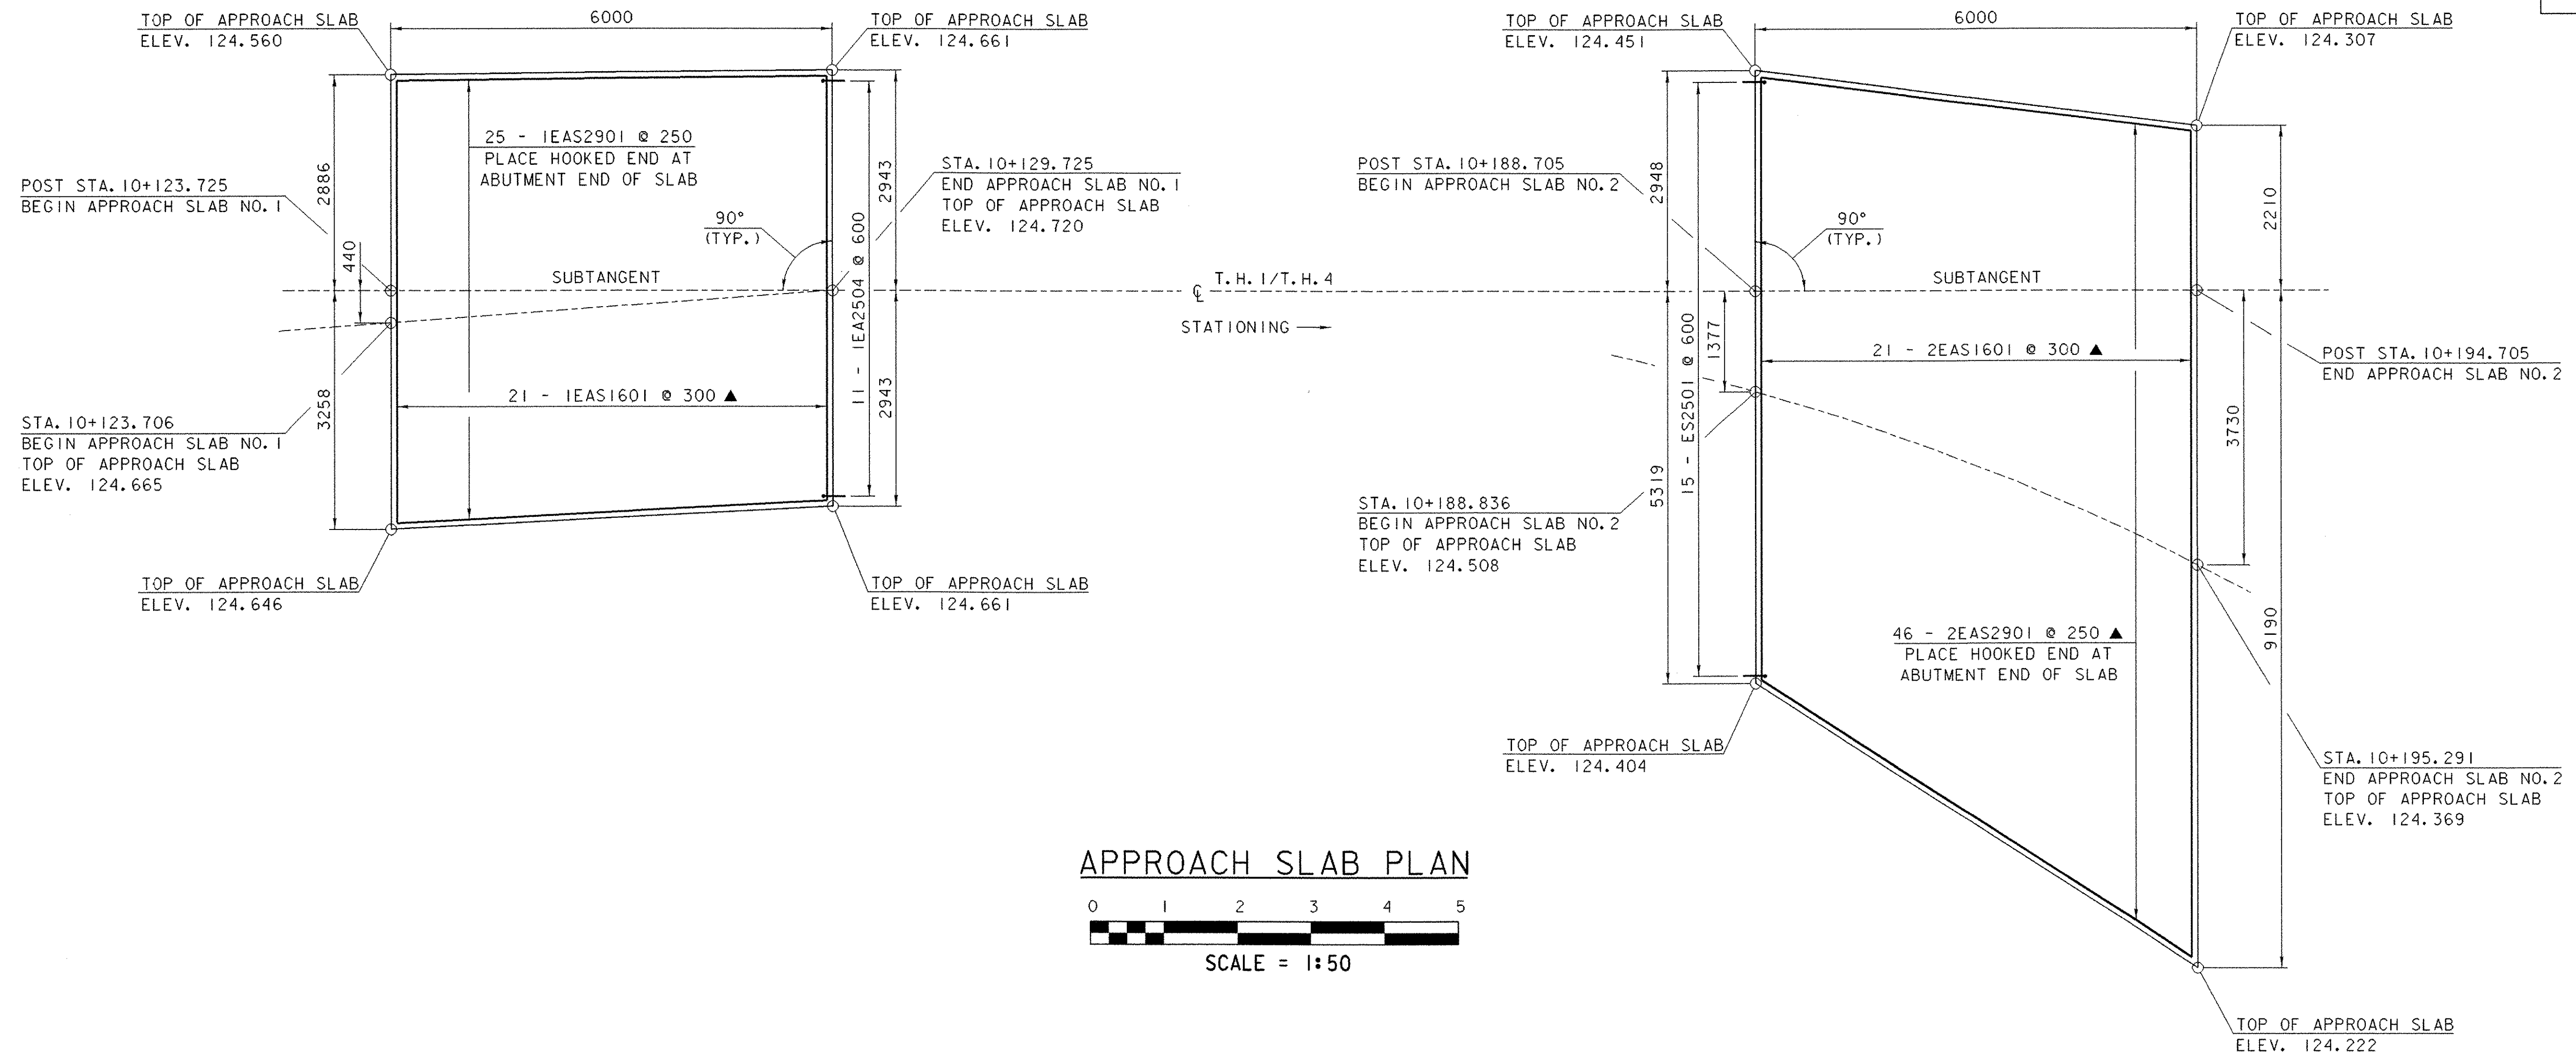 TOP OF APPROACH SLAB
ELEV. 124.560
6000
TOP OF APPROACH SLAB
ELEV. 124.661
25 - 1EAS2901 @ 250
PLACE HOOKED END AT
ABUTMENT END OF SLAB
2886
440
3258
POST STA. 10+123.725
BEGIN APPROACH SLAB NO. 1
90°
(TYP.)
11 - 1EA2504 @ 600
2943
2943
STA. 10+129.725
END APPROACH SLAB NO. 1
TOP OF APPROACH SLAB
ELEV. 124.720
SUBTANGENT
21 - 1EAS1601 @ 300 ▲
STA. 10+123.706
BEGIN APPROACH SLAB NO. 1
TOP OF APPROACH SLAB
ELEV. 124.665
TOP OF APPROACH SLAB
ELEV. 124.646
TOP OF APPROACH SLAB
ELEV. 124.661
℄ T.H. 1/T.H. 4
STATIONING
TOP OF APPROACH SLAB
ELEV. 124.451
6000
TOP OF APPROACH SLAB
ELEV. 124.307
POST STA. 10+188.705
BEGIN APPROACH SLAB NO. 2
2948
5319
15 - ES2501 @ 600
1377
90°
(TYP.)
SUBTANGENT
2210
3730
9190
21 - 2EAS1601 @ 300 ▲
POST STA. 10+194.705
END APPROACH SLAB NO. 2
STA. 10+188.836
BEGIN APPROACH SLAB NO. 2
TOP OF APPROACH SLAB
ELEV. 124.508
46 - 2EAS2901 @ 250 ▲
PLACE HOOKED END AT
ABUTMENT END OF SLAB
TOP OF APPROACH SLAB
ELEV. 124.404
STA. 10+195.291
END APPROACH SLAB NO. 2
TOP OF APPROACH SLAB
ELEV. 124.369
TOP OF APPROACH SLAB
ELEV. 124.222
APPROACH SLAB PLAN
0 1 2 3 4 5
SCALE = 1:50